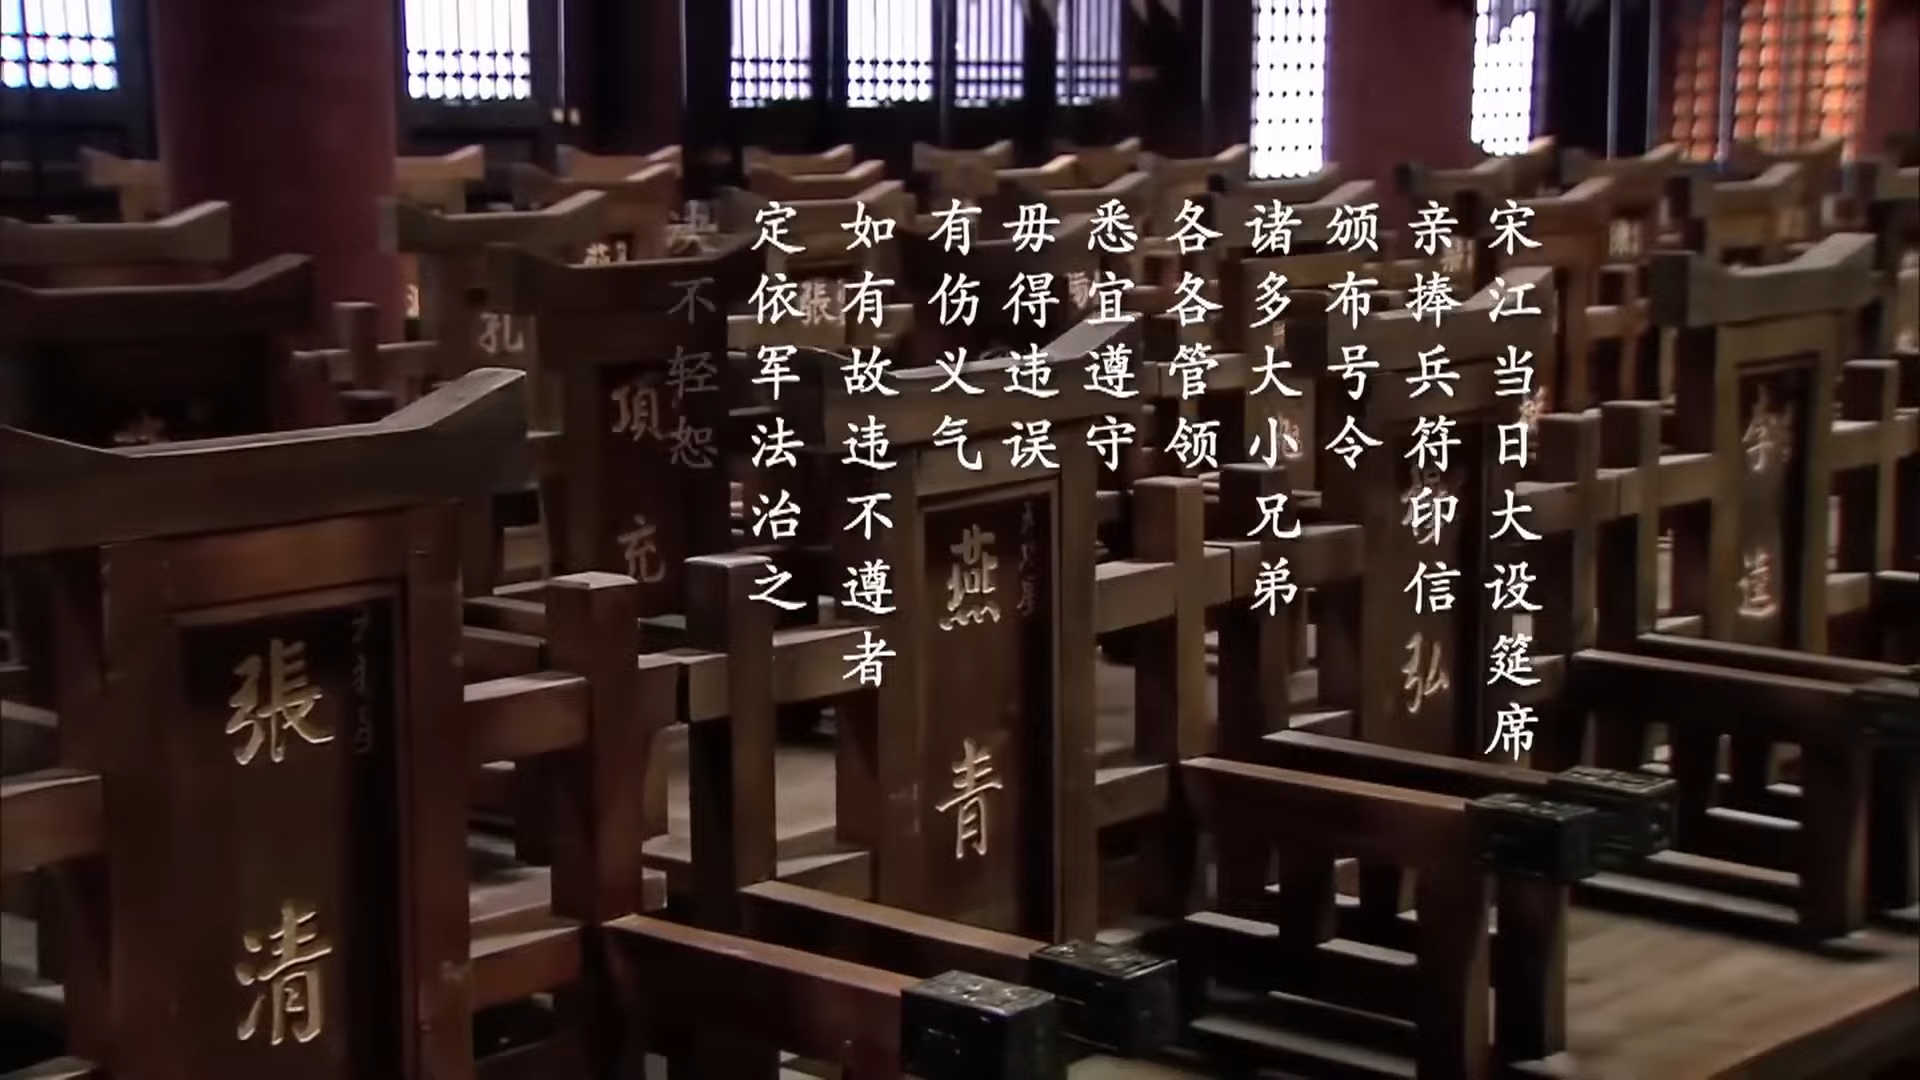 宋江当日大设筵席
亲捧兵符印信
颁布号令
诸多大小兄弟
各各管领
悉宜遵守
毋得违误
有伤义气
如有故违不遵者
定依军法治之
决不轻恕
張清
燕青
項充
孔
張
李逵
弘